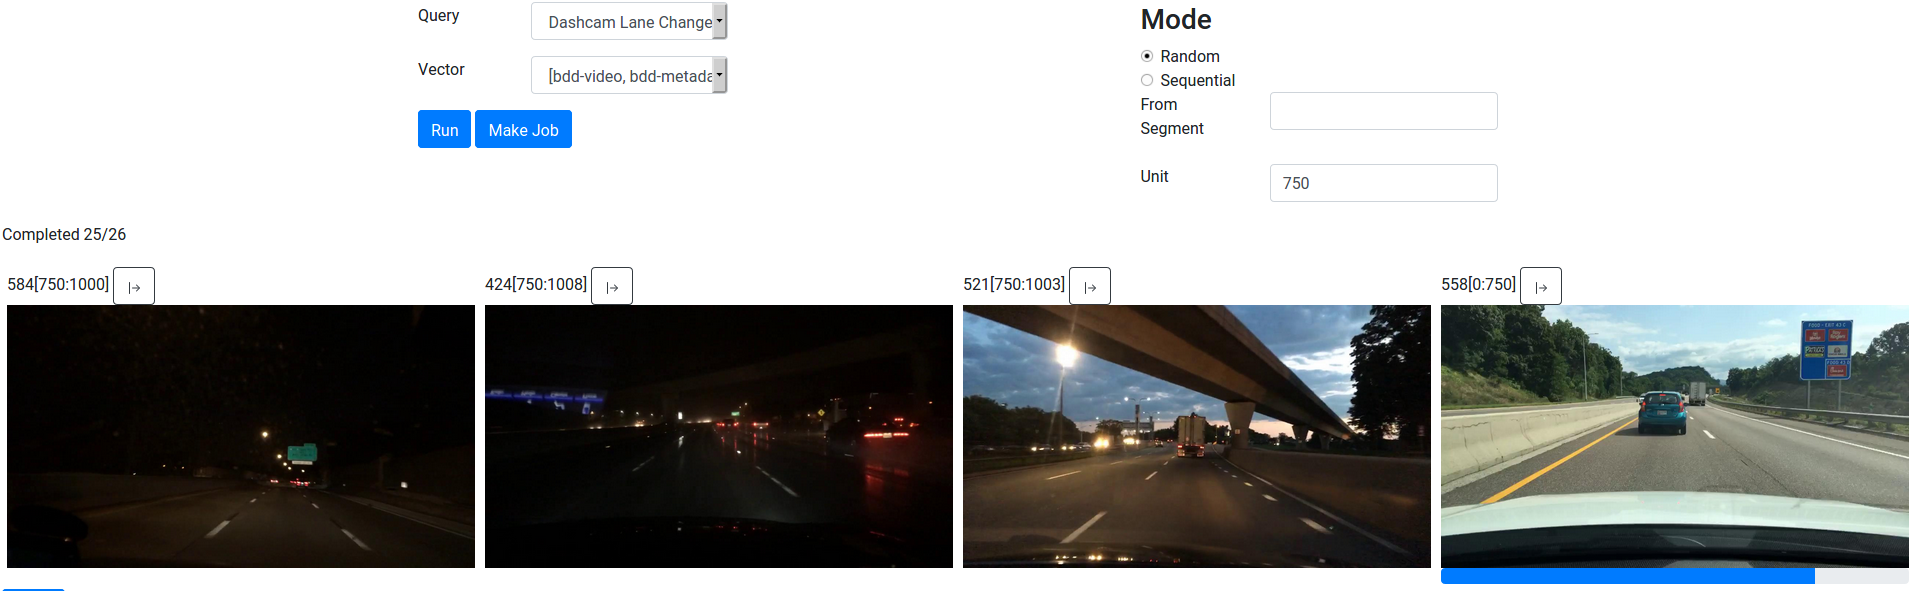 Query
Dashcam Lane Change
Vector
[bdd-video, bdd-metada
Run
Make Job
Mode
Random
Sequential
From
Segment
Unit
750
Completed 25/26
584[750:1000]
424[750:1008]
521[750:1003]
558[0:750]